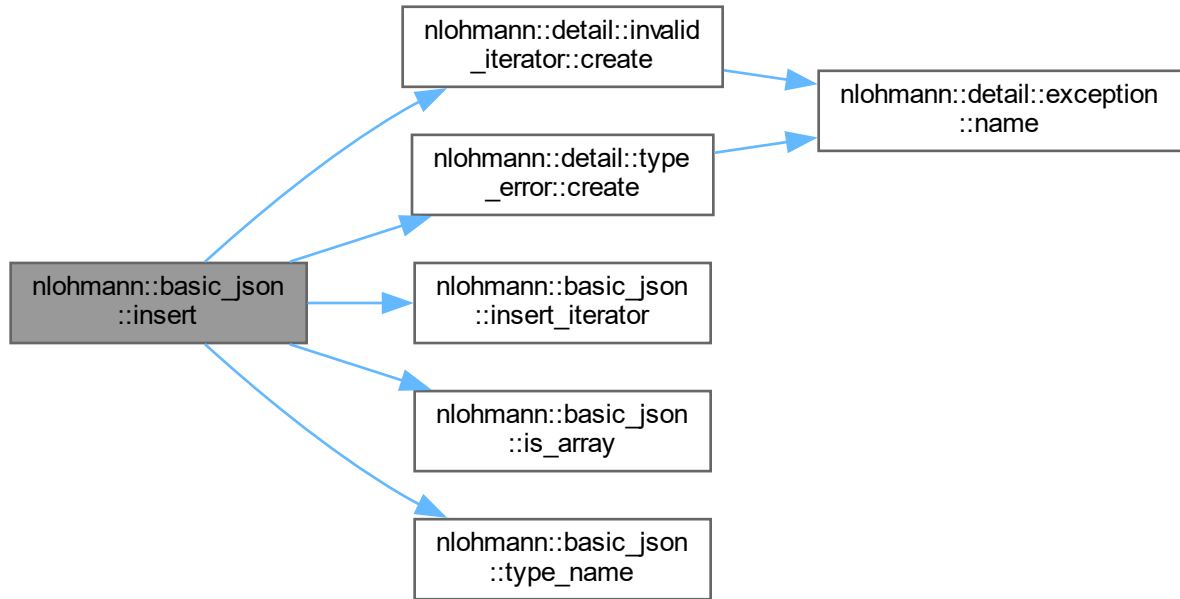 nlohmann::detail::invalid
_iterator::create
nlohmann::detail::exception
::name
nlohmann::detail::type
_error::create
nlohmann::basic_json
::insert
nlohmann::basic_json
::insert_iterator
nlohmann::basic_json
::is_array
nlohmann::basic_json
::type_name